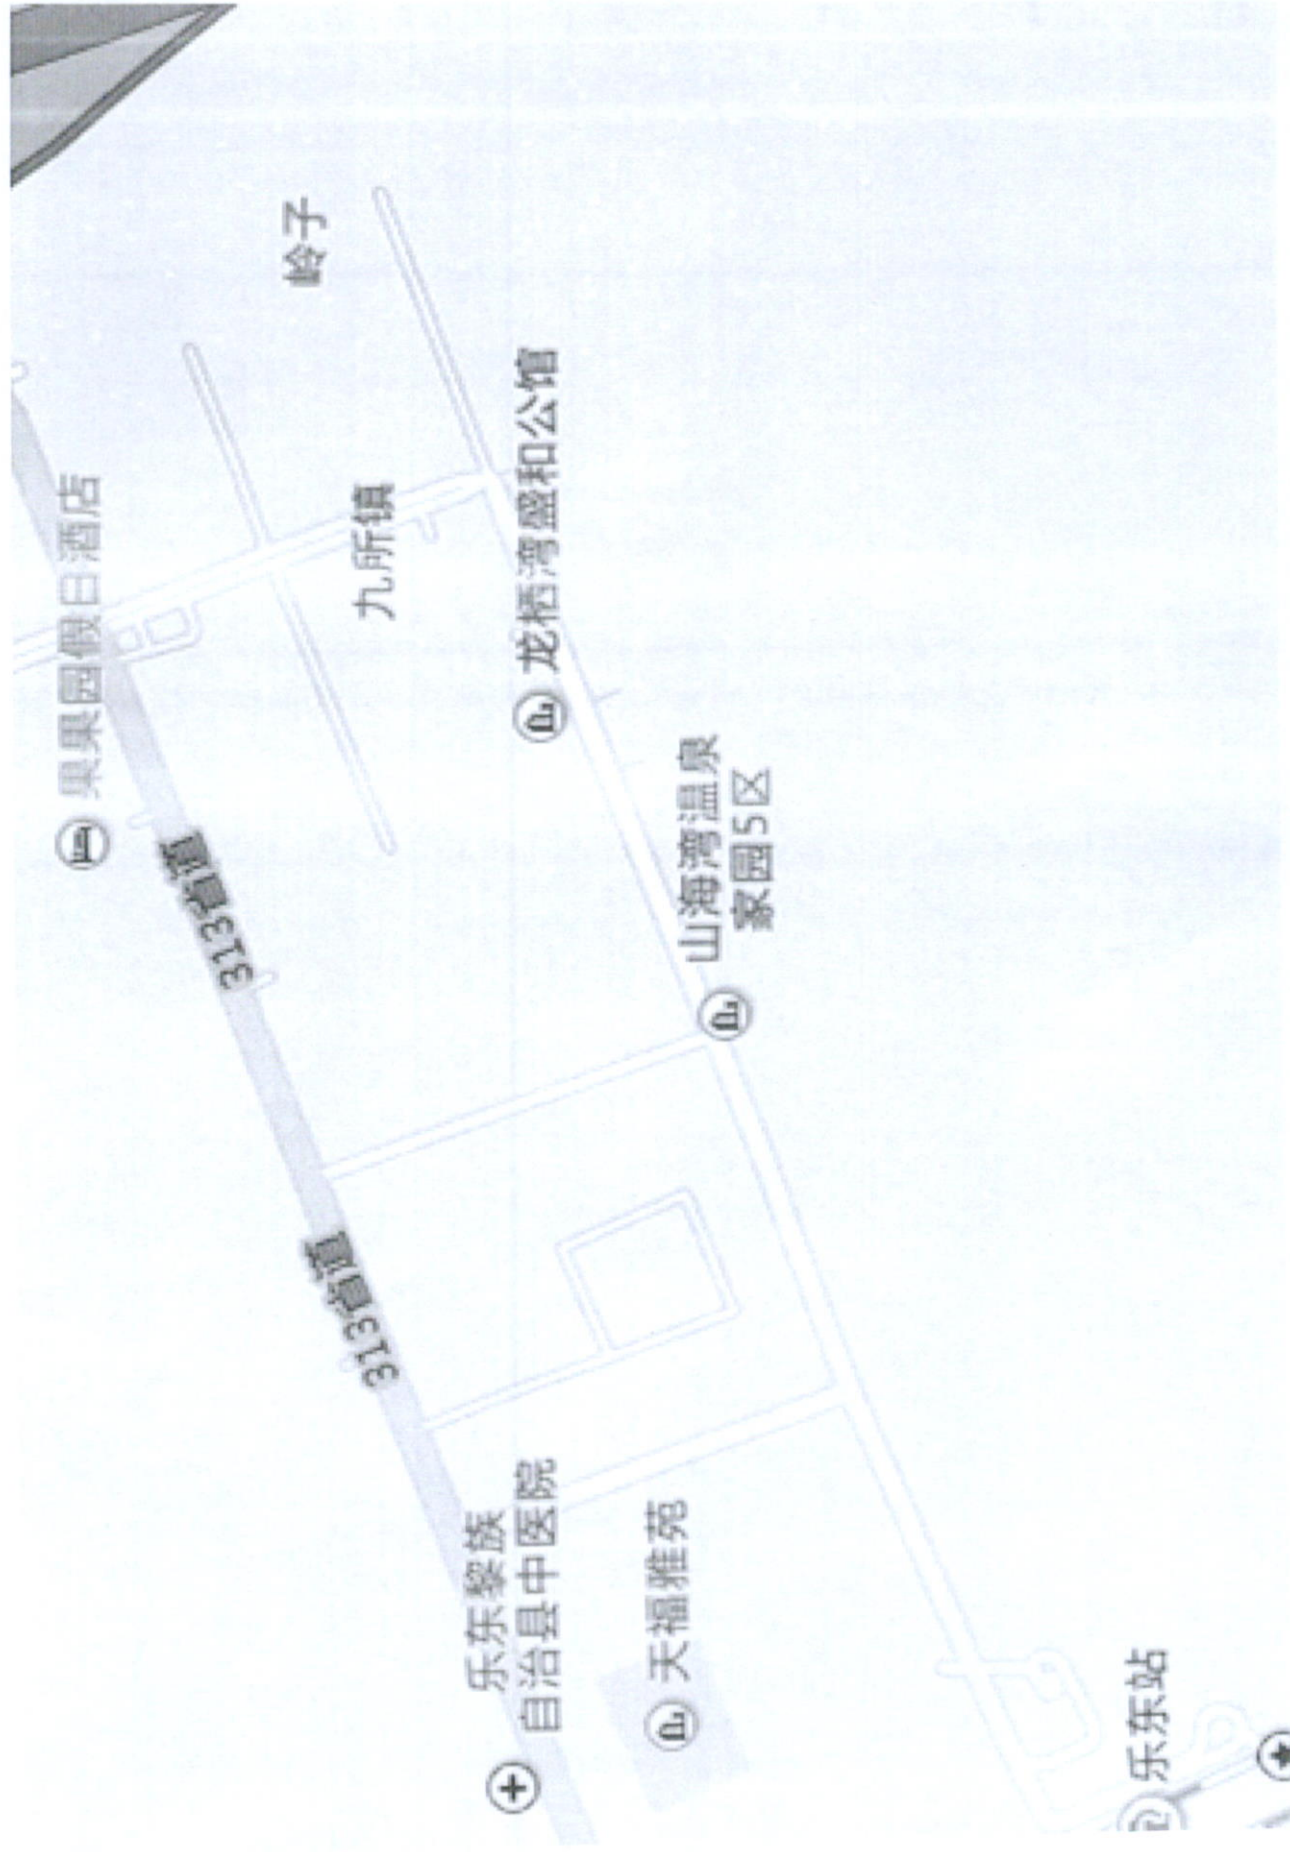 果果园假日酒店
313省道
岭子
313省道
九所镇
龙栖湾盛和公馆
乐东黎族
自治县中医院
天福雅苑
山海湾温泉
家园5区
乐东站